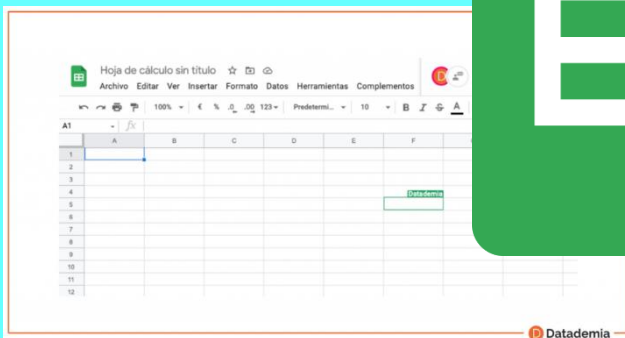 Hoja de cálculo sin título
Archivo Editar Ver Insertar Formato Datos Herramientas Complementos
100% € % .0 .00 123 Predetermi... 10 B I S A
A1 fx
A B C D E F
1
2
3
4 Datademia
5
6
7
8
9
10
11
12
D Datademia